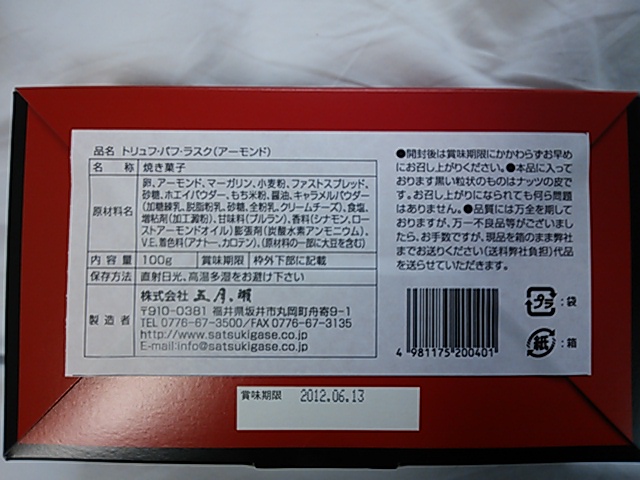 品名 トリュフ・パフ・ラスク(アーモンド)
名 称 焼き菓子
原材料名
卵、アーモンド、マーガリン、小麦粉、ファストスプレッド、
砂糖、ホエイパウダー、もち米粉、醤油、キャラメルパウダー
(加糖練乳、脱脂粉乳、砂糖、全粉乳、クリームチーズ)、食塩、
増粘剤(加工澱粉)、甘味料(プルラン)、香料(シナモン、ロー
ストアーモンドオイル)膨張剤(炭酸水素アンモニウム)、
V.E、着色料(アナトー、カロテン)、(原材料の一部に大豆を含む)
内 容 量 100g 賞味期限 枠外下部に記載
保存方法 直射日光、高温多湿をお避け下さい
製 造 者
株式会社 五月ヶ瀬
〒910-0381 福井県坂井市丸岡町舟寄9-1
TEL 0776-67-3500/FAX 0776-67-3135
http://www.satsukigase.co.jp
E-mail:info@satsukigase.co.jp
●開封後は賞味期限にかかわらずお早め
にお召し上がりください。●本品に入って
おります黒い粒状のものはナッツの皮で
す。お召し上がりになられても何ら問題
はありません。●品質には万全を期して
おりますが、万一不良品等がございまし
たら、お手数ですが、現品を箱のまま弊社
までお送りください(送料弊社負担)代品
を送らせていただきます。
4 981175 200401
プラ :袋
紙 :箱
賞味期限 2012.06.13